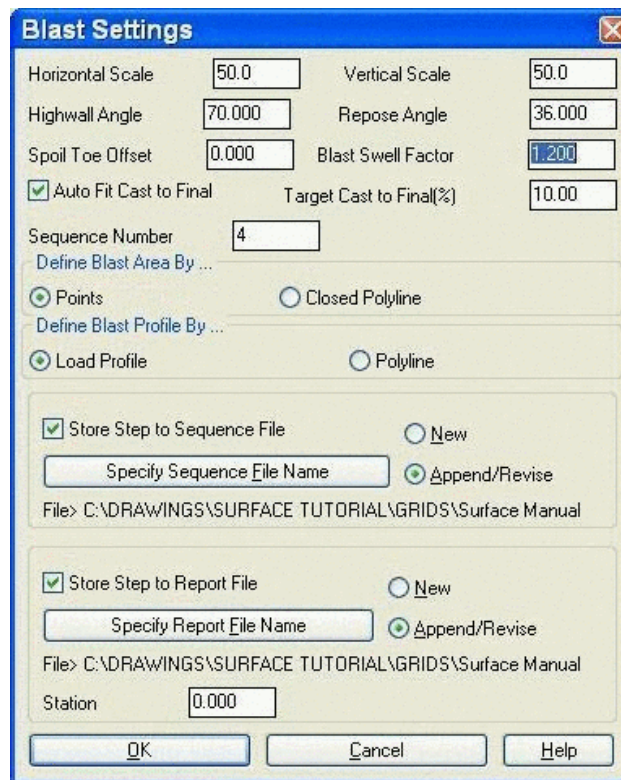 Blast Settings
Horizontal Scale 50.0 Vertical Scale 50.0
Highwall Angle 70.000 Repose Angle 36.000
Spoil Toe Offset 0.000 Blast Swell Factor 1.200
Auto Fit Cast to Final Target Cast to Final(%) 10.00
Sequence Number 4
Define Blast Area By ...
Points Closed Polyline
Define Blast Profile By ...
Load Profile Polyline
Store Step to Sequence File New
Specify Sequence File Name Append/Revise
File> C:\DRAWINGS\SURFACE TUTORIAL\GRIDS\Surface Manual
Store Step to Report File New
Specify Report File Name Append/Revise
File> C:\DRAWINGS\SURFACE TUTORIAL\GRIDS\Surface Manual
Station 0.000
OK Cancel Help